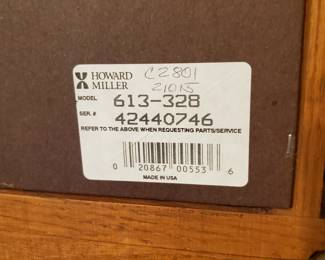 HOWARD
MILLER
C2801
21015
MODEL 613-328
SER. # 42440746
REFER TO THE ABOVE WHEN REQUESTING PARTS/SERVICE
0 20867 00553 6
MADE IN USA